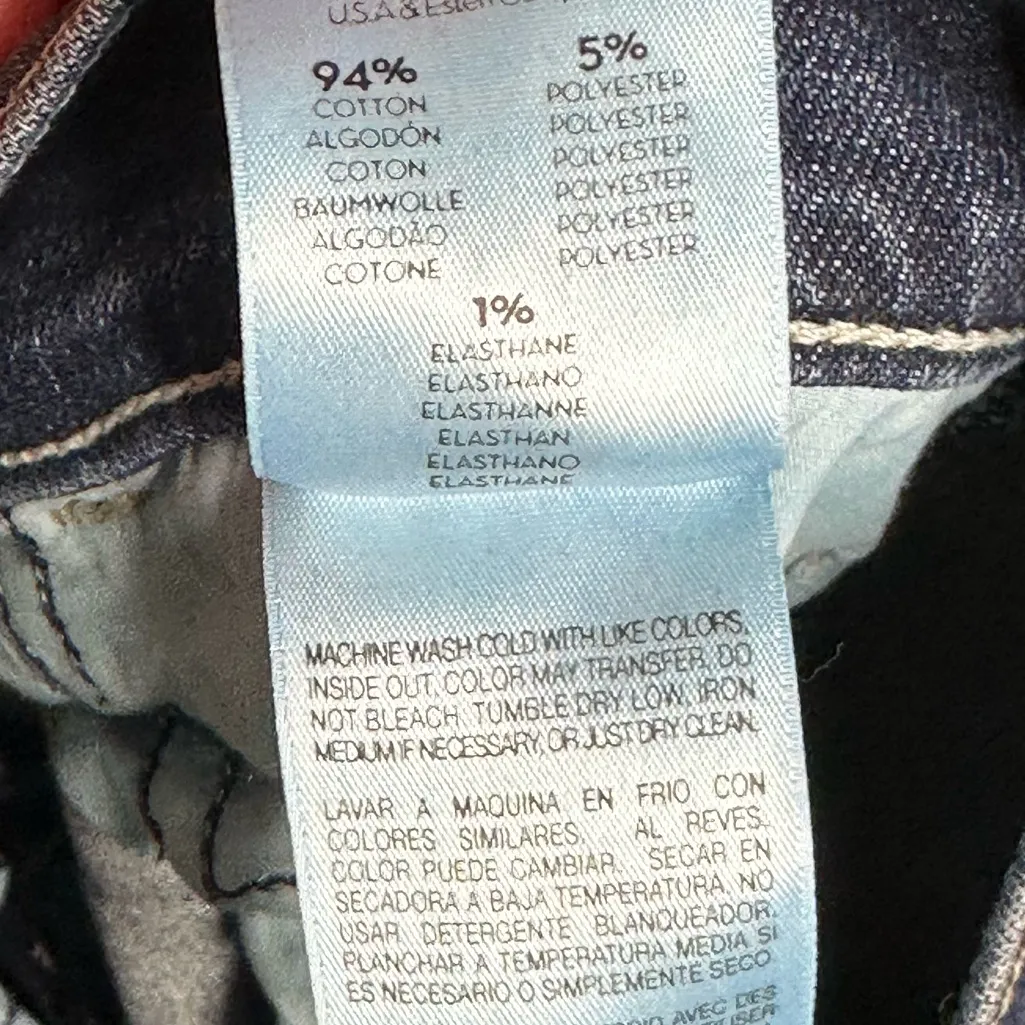 U.S.A &
94%
COTTON
ALGODÓN
COTON
BAUMWOLLE
ALGODÃO
COTONE
5%
POLYESTER
POLYESTER
POLYESTER
POLYESTER
POLYESTER
POLYESTER
1%
ELASTHANE
ELASTHANO
ELASTHANNE
ELASTHAN
ELASTHANO
ELASTHANE
MACHINE WASH COLD WITH LIKE COLORS,
INSIDE OUT, COLOR MAY TRANSFER. DO
NOT BLEACH. TUMBLE DRY LOW. IRON
MEDIUM IF NECESSARY, OR JUST DRY CLEAN.
LAVAR A MAQUINA EN FRIO CON
COLORES SIMILARES, AL REVES.
COLOR PUEDE CAMBIAR. SECAR EN
SECADORA A BAJA TEMPERATURA. NO
USAR DETERGENTE BLANQUEADOR.
PLANCHAR A TEMPERATURA MEDIA SI
ES NECESARIO O SIMPLEMENTE SECO
AVEC DES